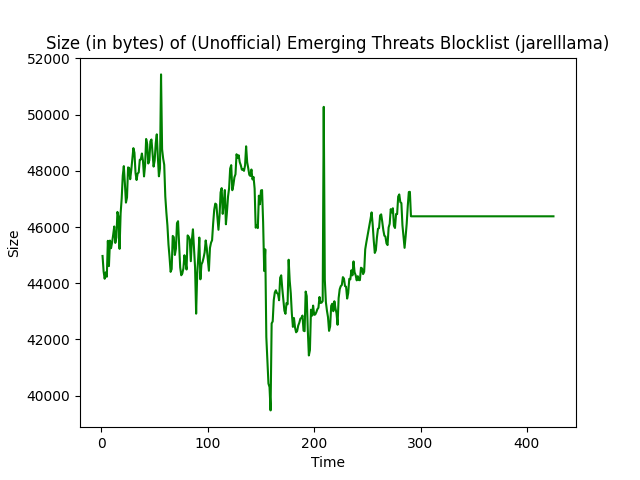 Size (in bytes) of (Unofficial) Emerging Threats Blocklist (jarelllama)
52000
50000
48000
46000
44000
42000
40000
Size
0 100 200 300 400
Time